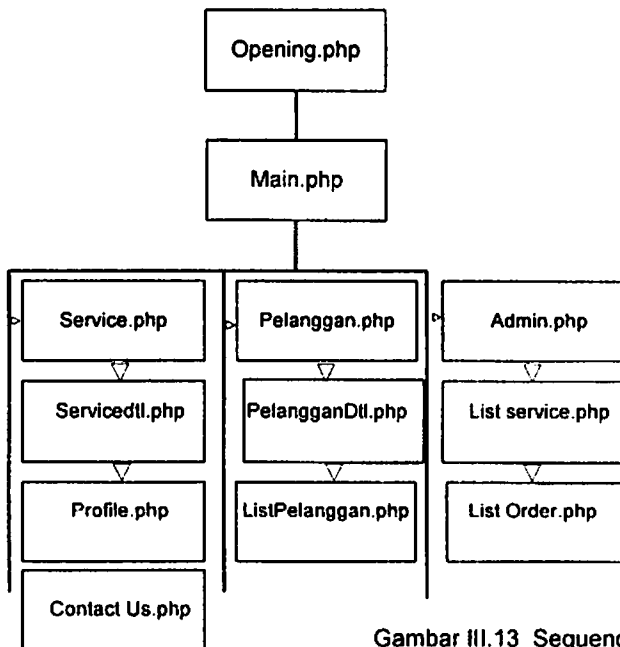 Opening.php
Main.php
Service.php
Pelanggan.php
Admin.php
Servicedtl.php
PelangganDtl.php
List service.php
Profile.php
ListPelanggan.php
List Order.php
Contact Us.php
Gambar III.13 Sequenc